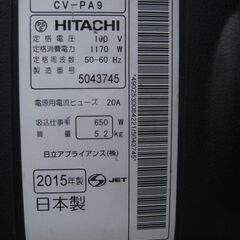 CV-PA9
HITACHI
定格電圧 100 V
定格消費電力 1170 W
定格周波数 50-60 Hz
製造番号
5043745
電源用電流ヒューズ 20A
吸込仕事率 650 W
質量 5.2 kg
日立アプライアンス(株)
2015年製 JET
日本製
*4902530084221/5043745*